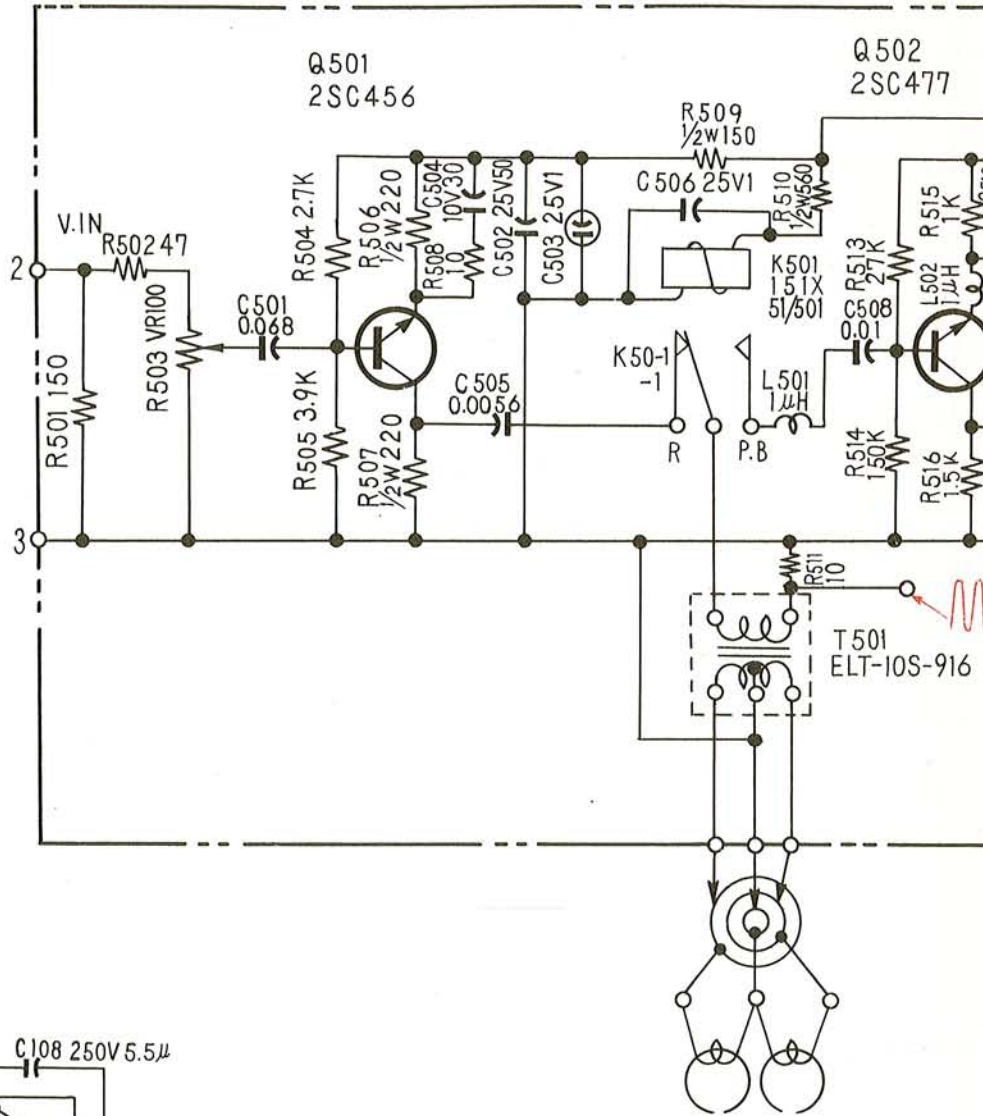 Q501
2SC456
Q502
2SC477
R509
1/2W150
C506 25V1
R510
1/2W560
R504 2.7K
R506
1/2W 220
C504
10V30
R508
10
C502 25V50
C503 25V1
R515
1K
R513
27K
L502
1μH
K501
151X
51/501
V.IN
R502 47
2
C501
0.068
R503 VR100
R501 150
C508
0.01
K50-1
-1
L501
1μH
C505
0.0056
R505 3.9K
R507
1/2W 220
R
P.B
R514
150K
R516
1.5K
3
R511
10
T501
ELT-10S-916
C108 250V 5.5μ